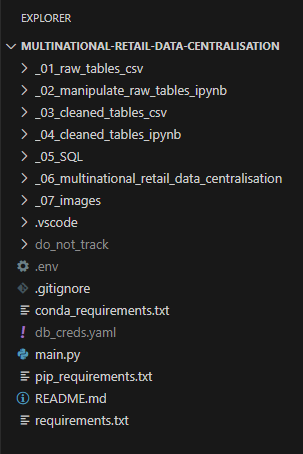 EXPLORER
MULTINATIONAL-RETAIL-DATA-CENTRALISATION
_01_raw_tables_csv
_02_manipulate_raw_tables_ipynb
_03_cleaned_tables_csv
_04_cleaned_tables_ipynb
_05_SQL
_06_multinational_retail_data_centralisation
_07_images
.vscode
do_not_track
.env
.gitignore
conda_requirements.txt
db_creds.yaml
main.py
pip_requirements.txt
README.md
requirements.txt